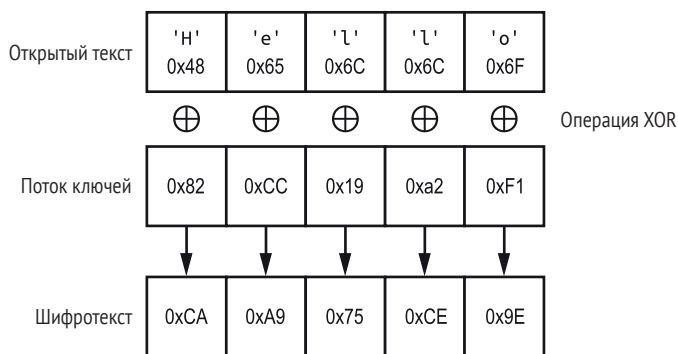 Открытый текст
'H' 'e' 'l' 'l' 'o'
0x48 0x65 0x6C 0x6C 0x6F
Операция XOR
Поток ключей 0x82 0xCC 0x19 0xa2 0xF1
Шифротекст 0xCA 0xA9 0x75 0xCE 0x9E